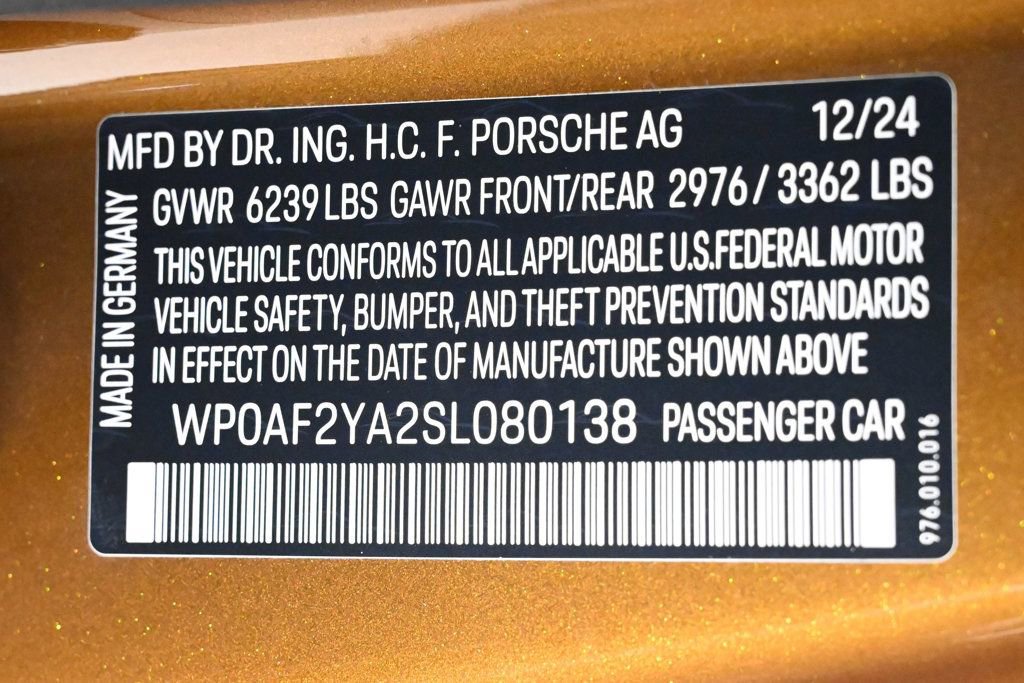 MFD BY DR. ING. H.C. F. PORSCHE AG 12/24
GVWR 6239 LBS GAWR FRONT/REAR 2976 / 3362 LBS
THIS VEHICLE CONFORMS TO ALL APPLICABLE U.S.FEDERAL MOTOR
VEHICLE SAFETY, BUMPER, AND THEFT PREVENTION STANDARDS
IN EFFECT ON THE DATE OF MANUFACTURE SHOWN ABOVE
WP0AF2YA2SL080138 PASSENGER CAR
MADE IN GERMANY
976.010.016